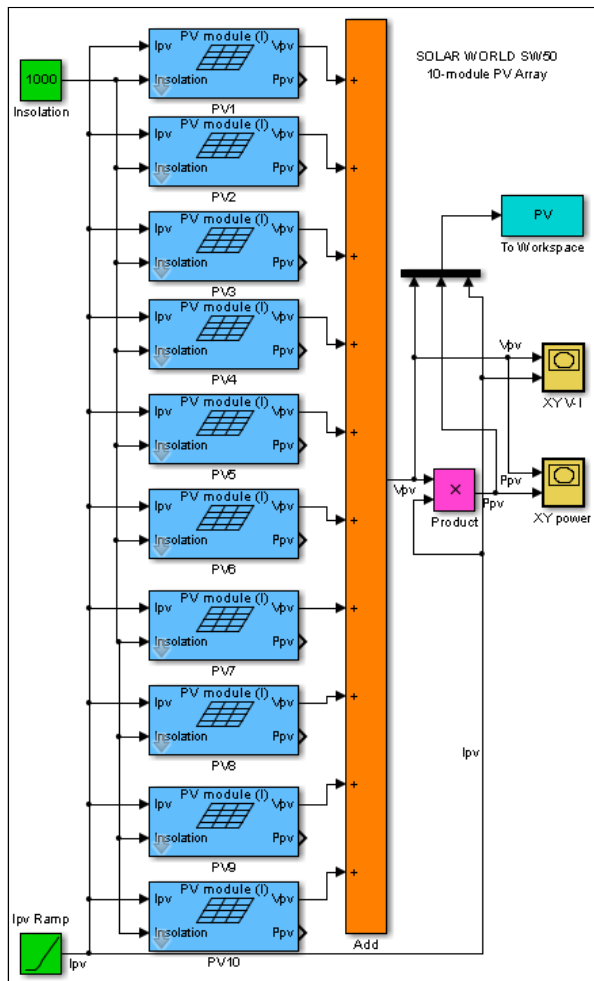 SOLAR WORLD SW50
10-module PV Array
1000
Insolation
PV module (I)
Ipv
Vpv
Insolation
Ppv
PV1
PV module (I)
Ipv
Vpv
Insolation
Ppv
PV2
PV module (I)
Ipv
Vpv
Insolation
Ppv
PV3
PV module (I)
Ipv
Vpv
Insolation
Ppv
PV4
PV module (I)
Ipv
Vpv
Insolation
Ppv
PV5
PV module (I)
Ipv
Vpv
Insolation
Ppv
PV6
PV module (I)
Ipv
Vpv
Insolation
Ppv
PV7
PV module (I)
Ipv
Vpv
Insolation
Ppv
PV8
PV module (I)
Ipv
Vpv
Insolation
Ppv
PV9
PV module (I)
Ipv
Vpv
Insolation
Ppv
PV10
Ipv Ramp
Ipv
+
+
+
+
+
+
+
+
+
+
Add
PV
To Workspace
Vpv
XY V-I
Vpv
×
Product
Ppv
Ppv
XY power
Ipv